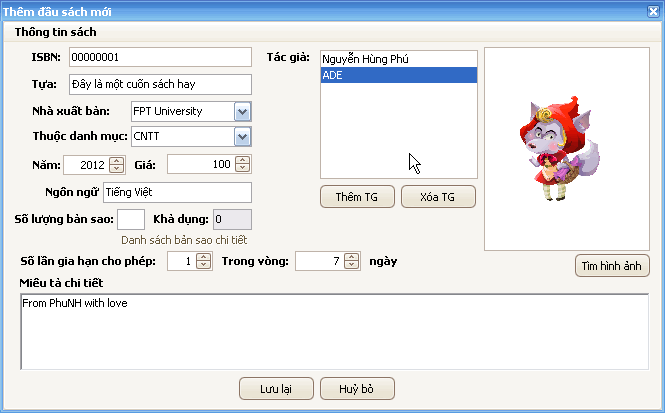 Thêm đầu sách mới
Thông tin sách
ISBN: 00000001
Tựa: Đây là một cuốn sách hay
Nhà xuất bản: FPT University
Thuộc danh mục: CNTT
Năm: 2012 Giá: 100
Ngôn ngữ Tiếng Việt
Số lượng bản sao: Khả dụng: 0
Danh sách bản sao chi tiết
Tác giả: Nguyễn Hùng Phú
ADE
Thêm TG Xóa TG
Tìm hình ảnh
Số lần gia hạn cho phép: 1 Trong vòng: 7 ngày
Miêu tả chi tiết
From PhuNH with love
Lưu lại Huỷ bỏ